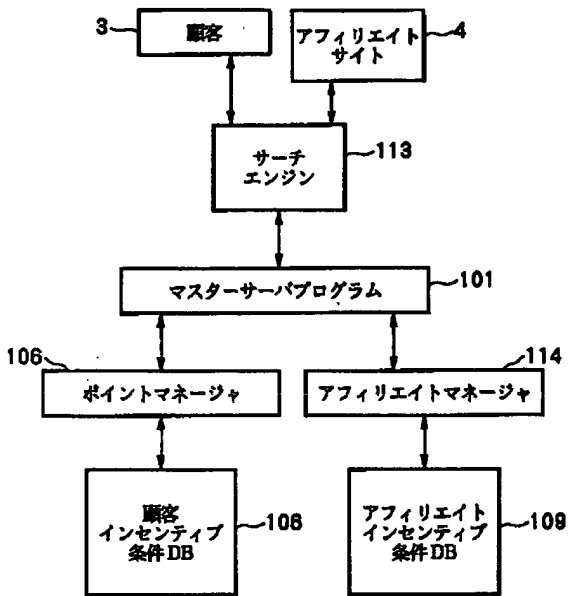 3
顧客
アフィリエイト
サイト
4
サーチ
エンジン
113
マスターサーバプログラム
101
106
ポイントマネージャ
114
アフィリエイトマネージャ
顧客
インセンティブ
条件DB
108
アフィリエイト
インセンティブ
条件DB
109